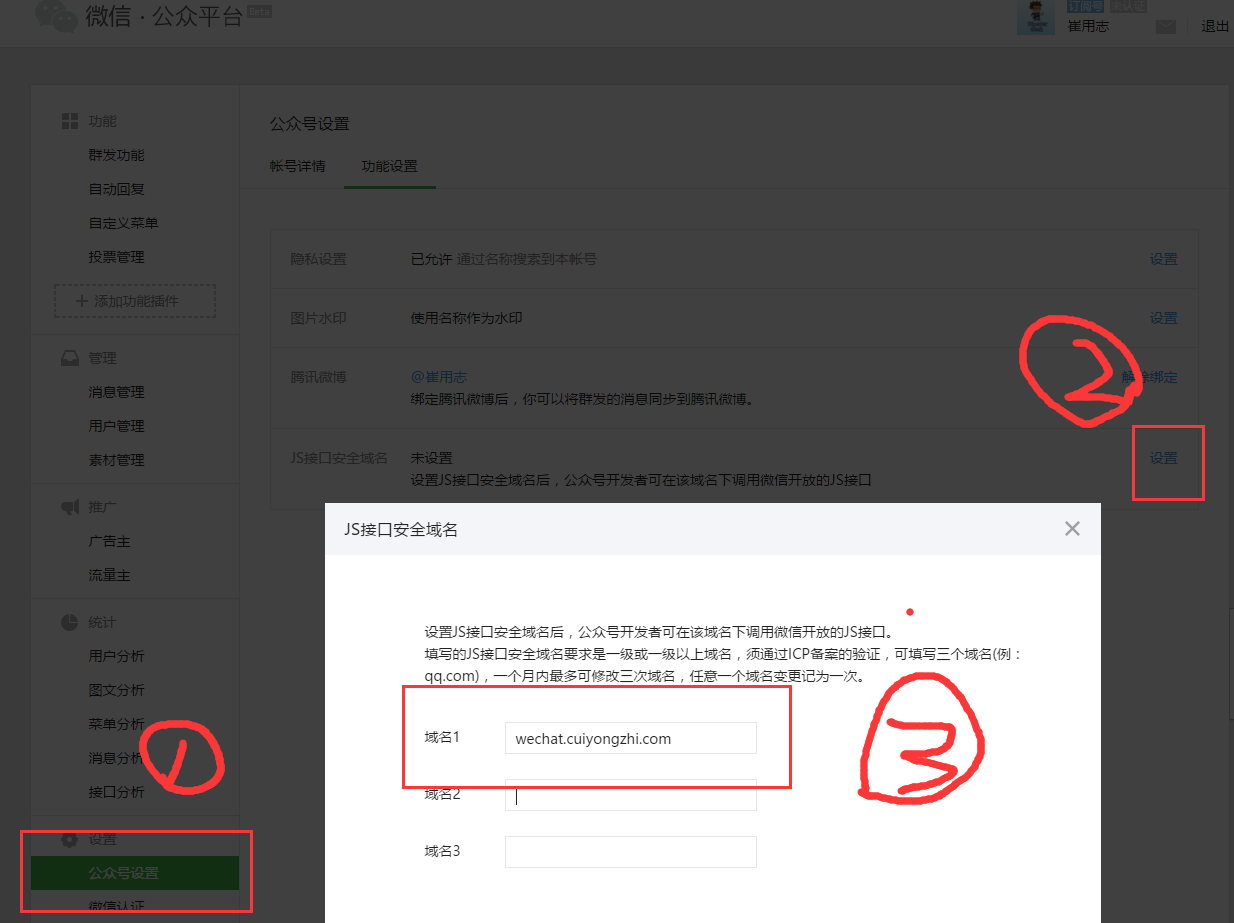 微信·公众平台 Beta
订阅号 未认证
崔用志
退出
功能
群发功能
自动回复
自定义菜单
投票管理
+ 添加功能插件
管理
消息管理
用户管理
素材管理
推广
广告主
流量主
统计
用户分析
图文分析
菜单分析
消息分析
接口分析
1
设置
公众号设置
微信认证
公众号设置
帐号详情 功能设置
隐私设置 已允许 通过名称搜索到本帐号 设置
图片水印 使用名称作为水印 设置
腾讯微博 @崔用志 解除绑定
绑定腾讯微博后，你可以将群发的消息同步到腾讯微博。
2
JS接口安全域名 未设置 设置
设置JS接口安全域名后，公众号开发者可在该域名下调用微信开放的JS接口
JS接口安全域名
设置JS接口安全域名后，公众号开发者可在该域名下调用微信开放的JS接口。
填写的JS接口安全域名要求是一级或一级以上域名，须通过ICP备案的验证，可填写三个域名(例：
qq.com)，一个月内最多可修改三次域名，任意一个域名变更记为一次。
3
域名1 wechat.cuiyongzhi.com
域名2
域名3